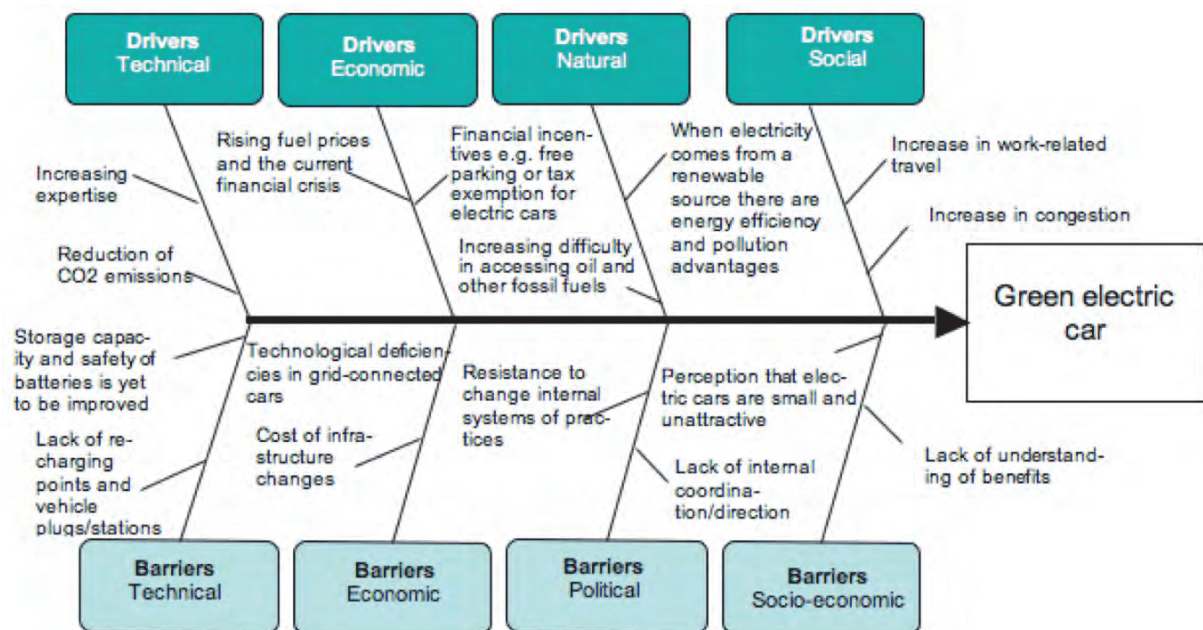 Drivers
Technical
Drivers
Economic
Drivers
Natural
Drivers
Social
Increasing
expertise
Reduction of
CO2 emissions
Rising fuel prices
and the current
financial crisis
Financial incen-
tives e.g. free
parking or tax
exemption for
electric cars
Increasing difficulty
in accessing oil and
other fossil fuels
When electricity
comes from a
renewable
source there are
energy efficiency
and pollution
advantages
Increase in work-related
travel
Increase in congestion
Green electric
car
Storage capac-
ity and safety of
batteries is yet
to be improved
Lack of re-
charging
points and
vehicle
plugs/stations
Technological deficien-
cies in grid-connected
cars
Cost of infra-
structure
changes
Resistance to
change internal
systems of prac-
tices
Lack of internal
coordina-
tion/direction
Perception that elec-
tric cars are small and
unattractive
Lack of understand-
ing of benefits
Barriers
Technical
Barriers
Economic
Barriers
Political
Barriers
Socio-economic